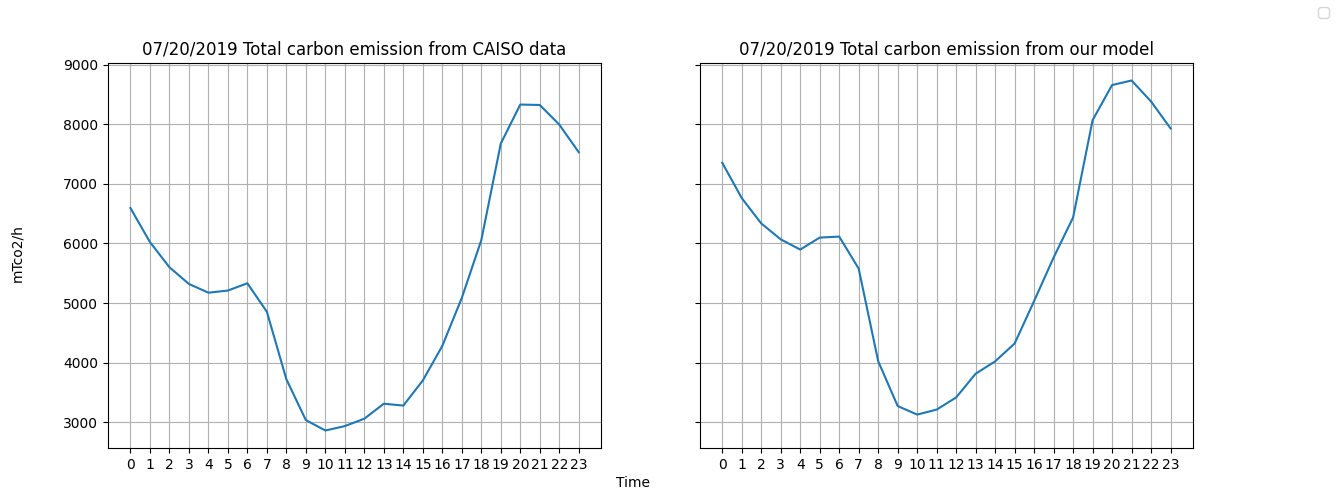 07/20/2019 Total carbon emission from CAISO data
07/20/2019 Total carbon emission from our model
9000
8000
7000
6000
5000
4000
3000
mTco2/h
0 1 2 3 4 5 6 7 8 9 10 11 12 13 14 15 16 17 18 19 20 21 22 23
0 1 2 3 4 5 6 7 8 9 10 11 12 13 14 15 16 17 18 19 20 21 22 23
Time